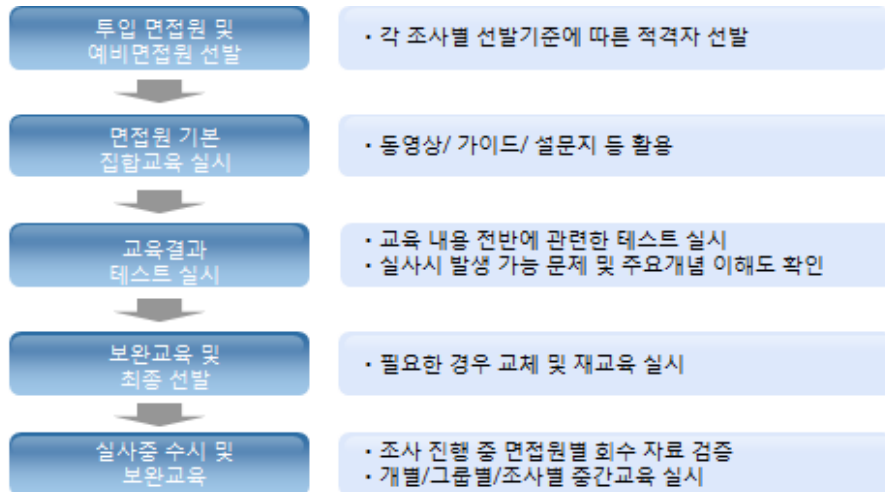 투입 면접원 및
예비면접원 선발
· 각 조사별 선발기준에 따른 적격자 선발
면접원 기본
집합교육 실시
· 동영상/ 가이드/ 설문지 등 활용
교육결과
테스트 실시
· 교육 내용 전반에 관련한 테스트 실시
· 실사시 발생 가능 문제 및 주요개념 이해도 확인
보완교육 및
최종 선발
· 필요한 경우 교체 및 재교육 실시
실사중 수시 및
보완교육
· 조사 진행 중 면접원별 회수 자료 검증
· 개별/그룹별/조사별 중간교육 실시